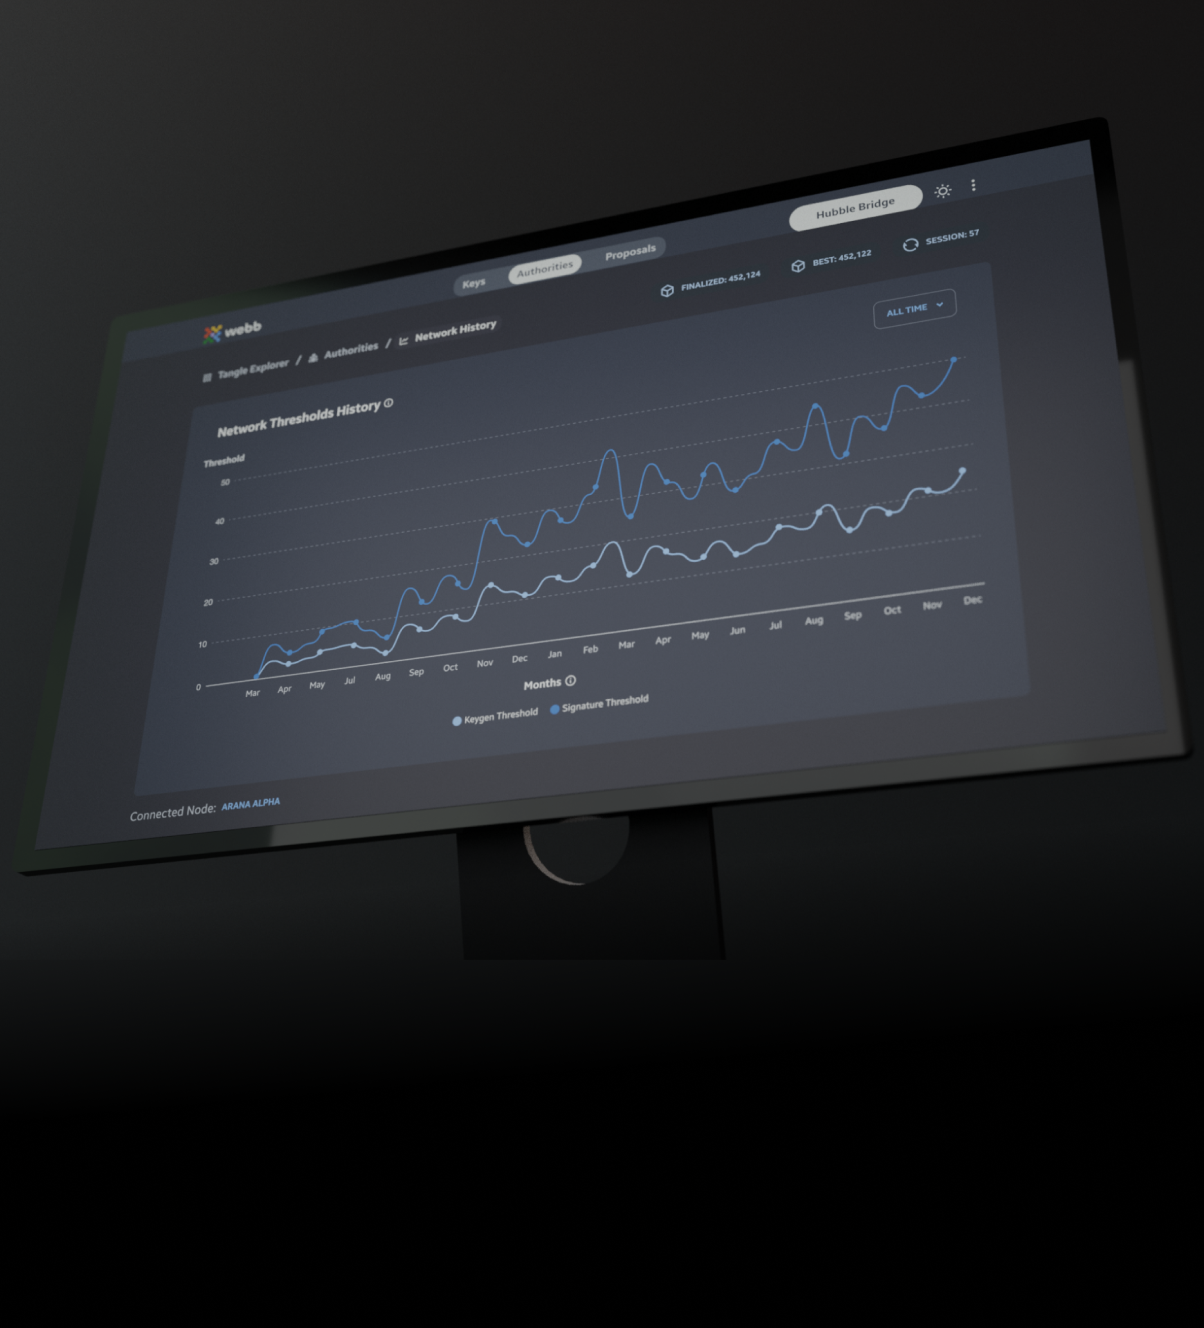 webb
Keys
Authorities
Proposals
Hubble Bridge
Tangle Explorer / Authorities / Network History
FINALIZED: 452,124
BEST: 452,122
SESSION: 57
Network Thresholds History
ALL TIME
Threshold
50
40
30
20
10
0
Mar Apr May Jul Aug Sep Oct Nov Dec Jan Feb Mar Apr May Jun Jul Aug Sep Oct Nov Dec
Months
Keygen Threshold Signature Threshold
Connected Node: ARANA ALPHA